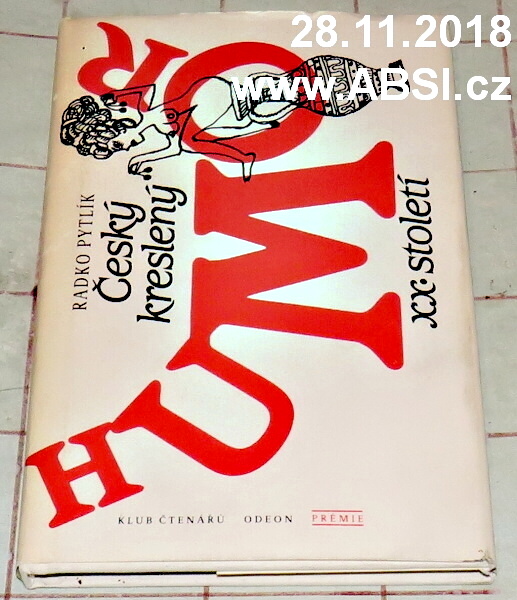 28.11.2018
www.ABSI.cz
RADKO PYTLÍK
Český
kreslený
HUMOR
XX. století
KLUB ČTENÁŘŮ ODEON PRÉMIE